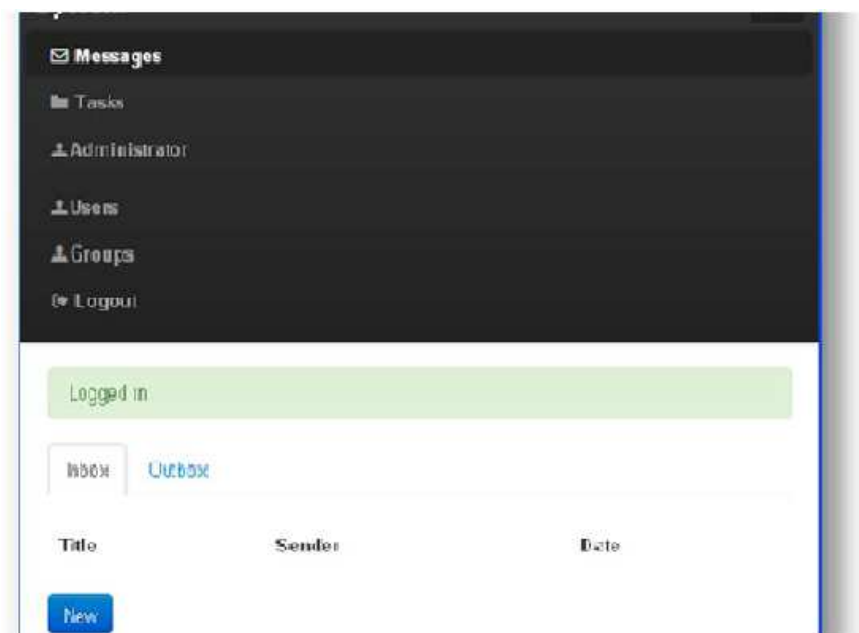 Messages
Tasks
Administrator
Users
Groups
Logout
Logged in
Inbox Outbox
Title Sender Date
New